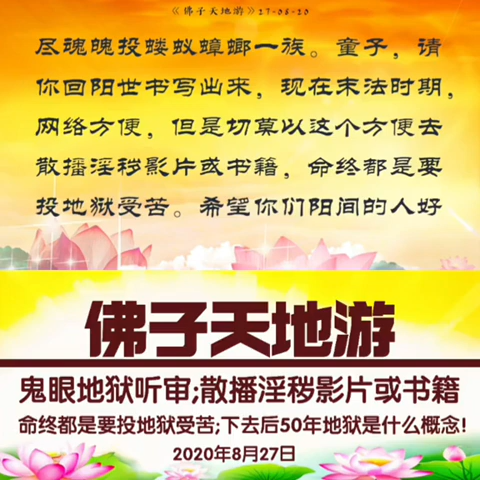 《佛子天地游》27-08-20
尽魂魄投蝼蚁蟑螂一族。童子，请
你回阳世书写出来，现在末法时期，
网络方便，但是切莫以这个方便去
散播淫秽影片或书籍，命终都是要
投地狱受苦。希望你们阳间的人好
佛子天地游
鬼眼地狱听审;散播淫秽影片或书籍
命终都是要投地狱受苦;下去后50年地狱是什么概念!
2020年8月27日